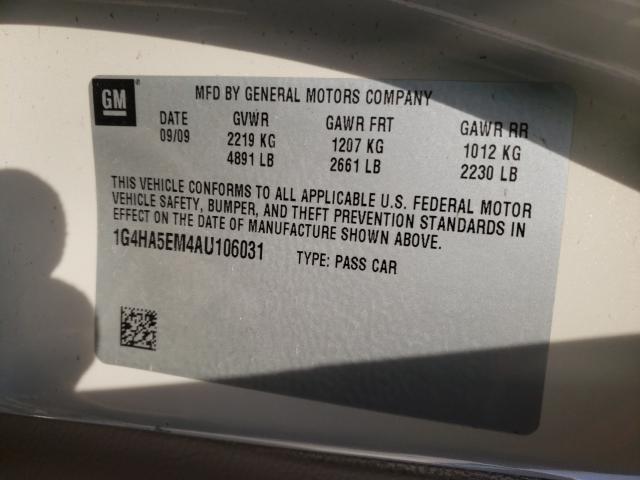 GM
MFD BY GENERAL MOTORS COMPANY
DATE GVWR GAWR FRT GAWR RR
09/09 2219 KG 1207 KG 1012 KG
4891 LB 2661 LB 2230 LB
THIS VEHICLE CONFORMS TO ALL APPLICABLE U.S. FEDERAL MOTOR
VEHICLE SAFETY, BUMPER, AND THEFT PREVENTION STANDARDS IN
EFFECT ON THE DATE OF MANUFACTURE SHOWN ABOVE.
1G4HA5EM4AU106031 TYPE: PASS CAR